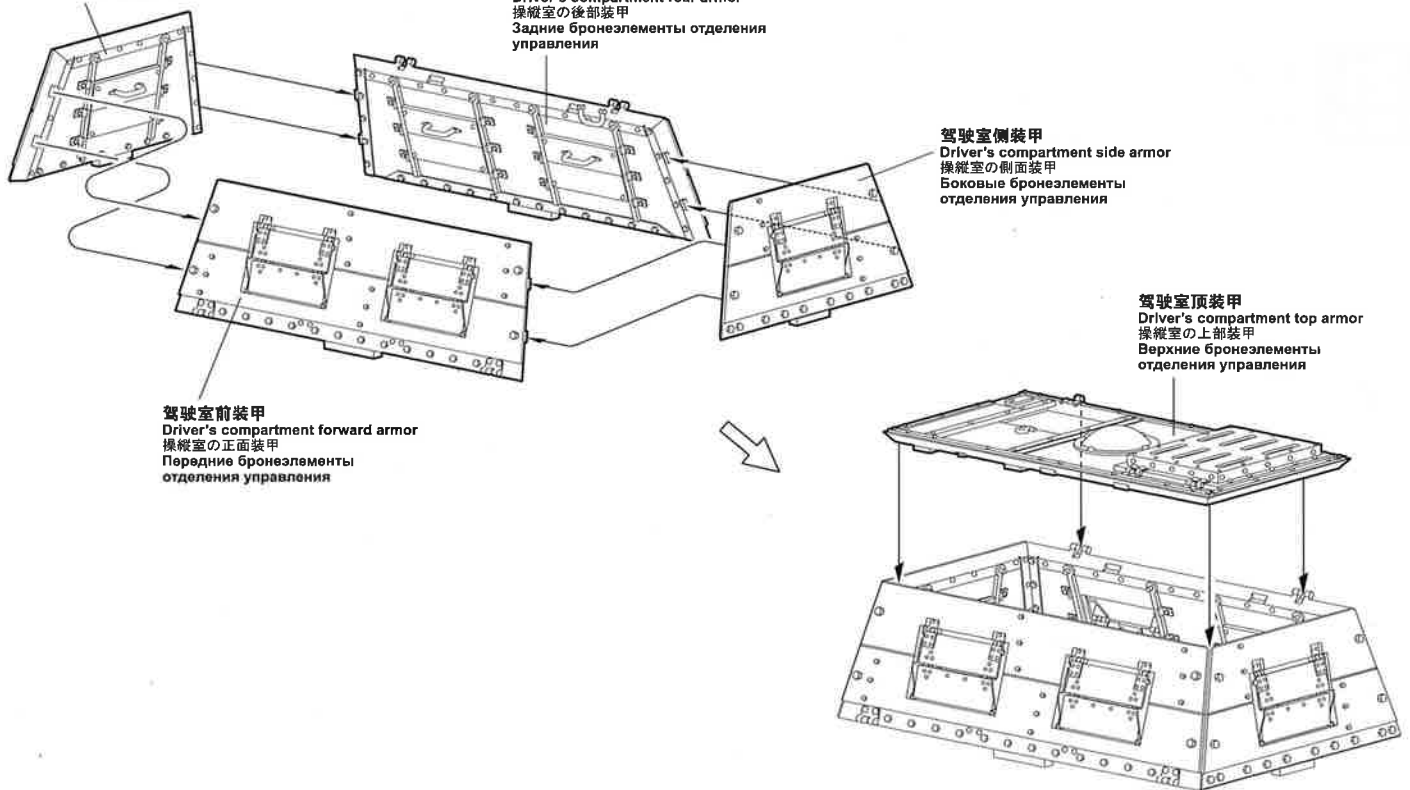 Driver's compartment rear armor
操縦室の後部装甲
Задние бронеэлементы отделения
управления
驾驶室侧装甲
Driver's compartment side armor
操縦室の側面装甲
Боковые бронеэлементы
отделения управления
驾驶室顶装甲
Driver's compartment top armor
操縦室の上部装甲
Верхние бронеэлементы
отделения управления
驾驶室前装甲
Driver's compartment forward armor
操縦室の正面装甲
Передние бронеэлементы
отделения управления